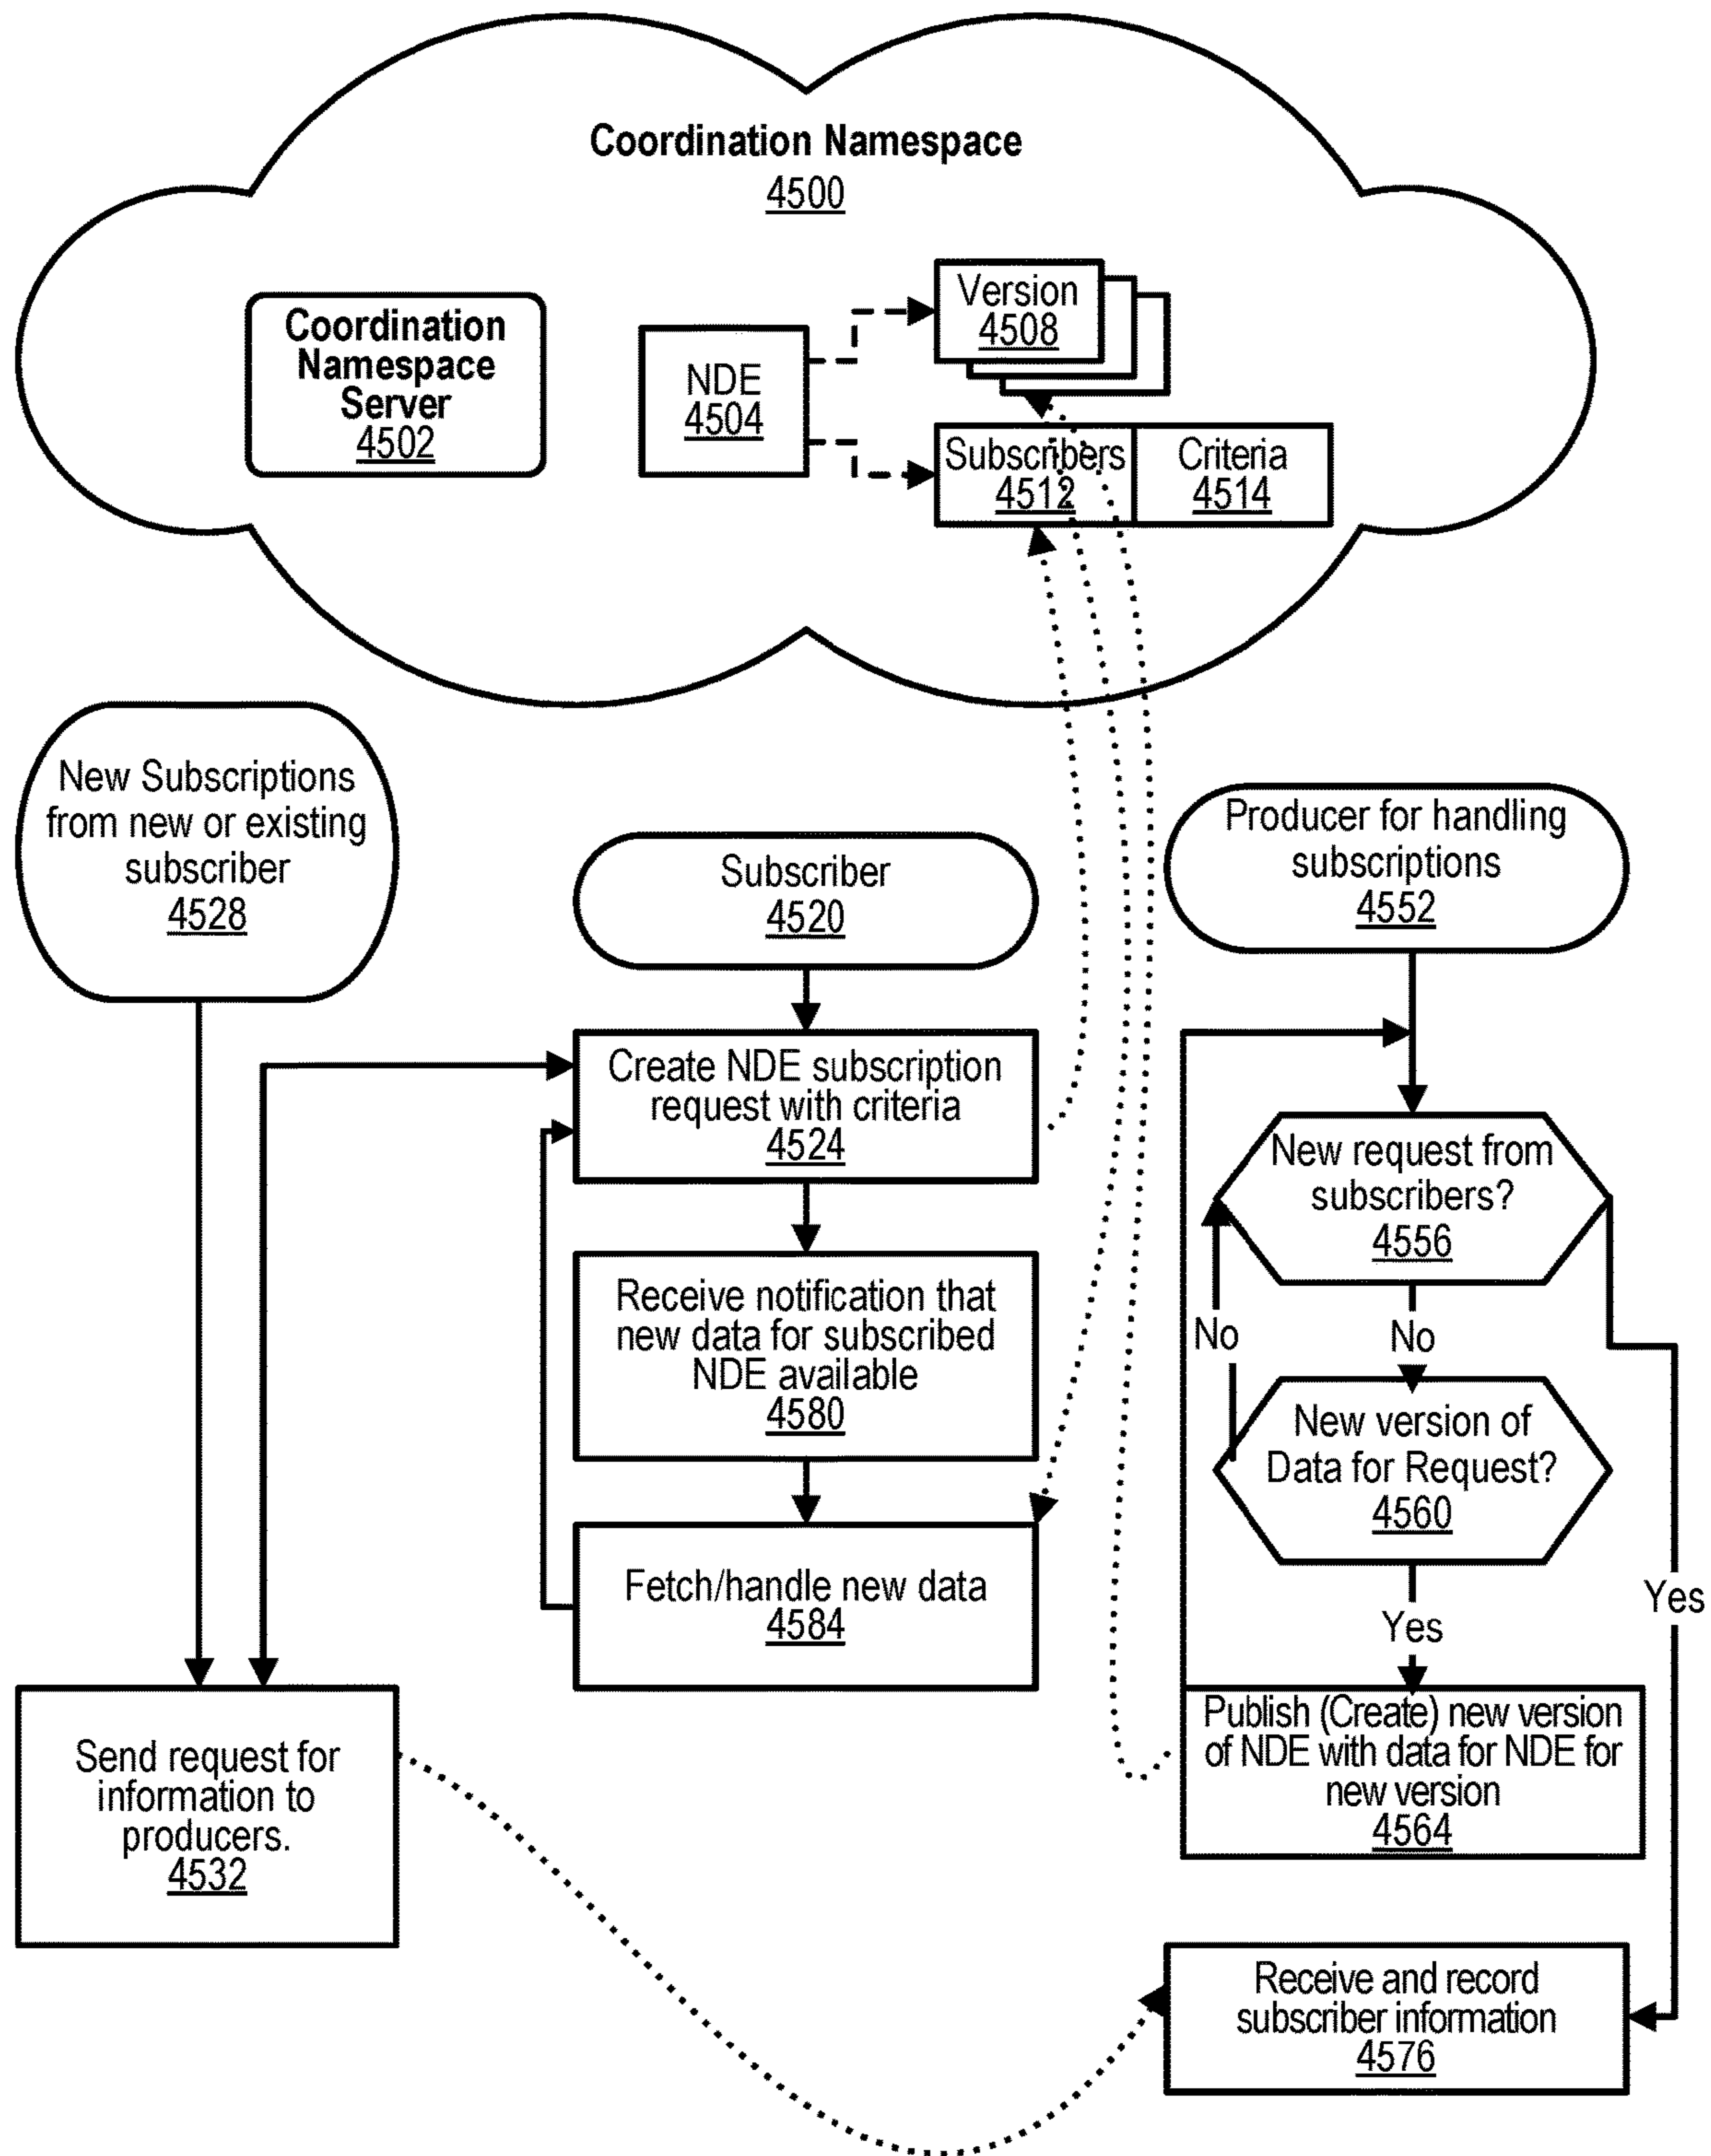 Coordination Namespace
4500
Coordination
Namespace
Server
4502
NDE
4504
Version
4508
Subscribers
4512
Criteria
4514
New Subscriptions
from new or existing
subscriber
4528
Subscriber
4520
Producer for handling
subscriptions
4552
Create NDE subscription
request with criteria
4524
New request from
subscribers?
4556
Receive notification that
new data for subscribed
NDE available
4580
No
No
New version of
Data for Request?
4560
Fetch/handle new data
4584
Yes
Yes
Send request for
information to
producers.
4532
Publish (Create) new version
of NDE with data for NDE for
new version
4564
Receive and record
subscriber information
4576